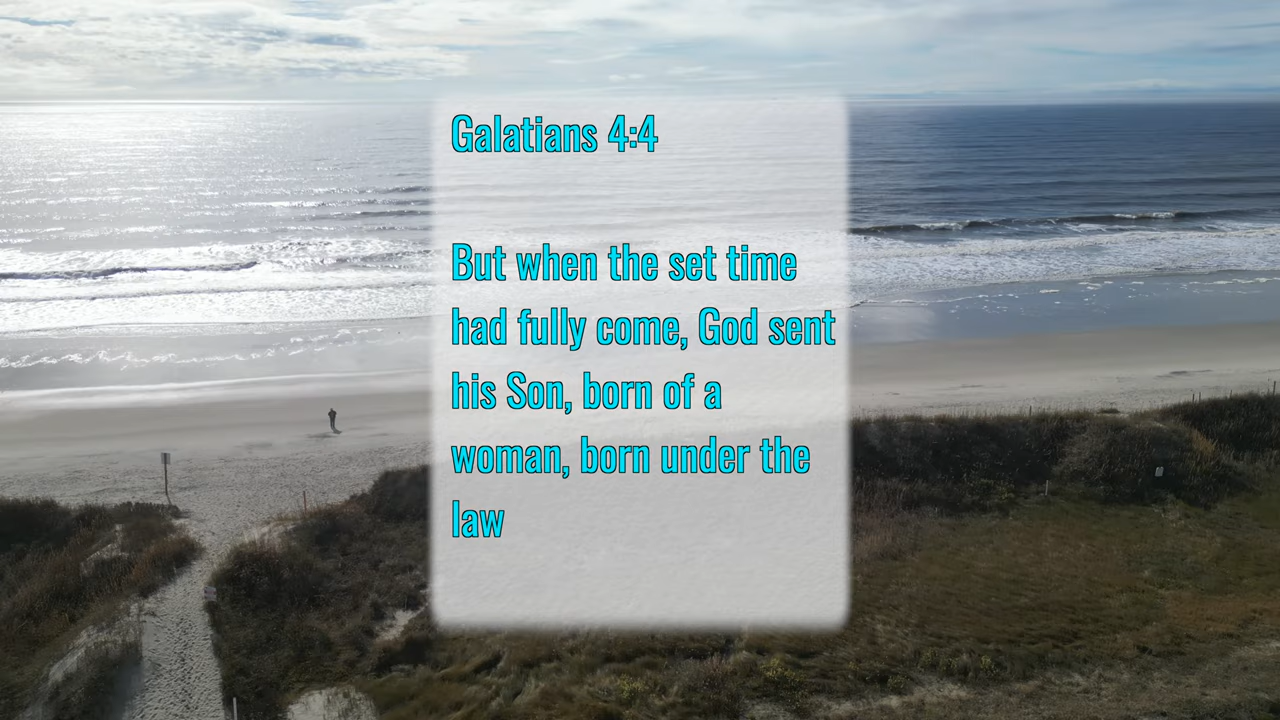 Galatians 4:4
But when the set time
had fully come, God sent
his Son, born of a
woman, born under the
law